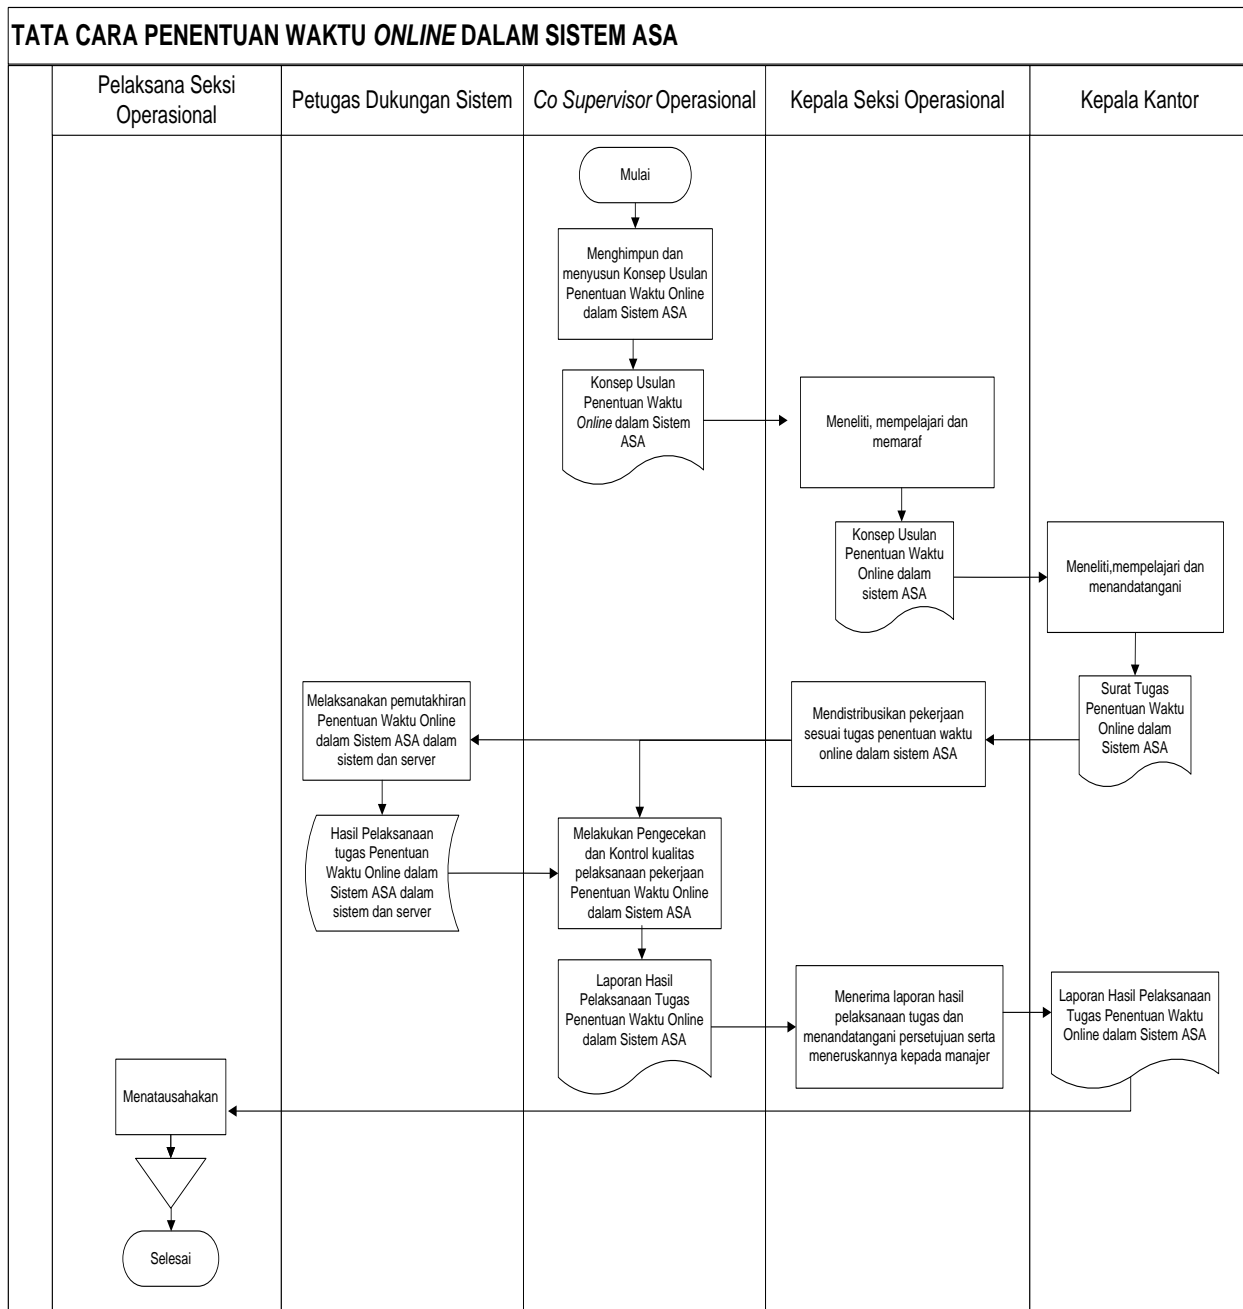 TATA CARA PENENTUAN WAKTU ONLINE DALAM SISTEM ASA
Pelaksana Seksi
Operasional
Petugas Dukungan Sistem
Co Supervisor Operasional
Kepala Seksi Operasional
Kepala Kantor
Mulai
Menghimpun dan
menyusun Konsep Usulan
Penentuan Waktu Online
dalam Sistem ASA
Konsep Usulan
Penentuan Waktu
Online dalam Sistem
ASA
Meneliti, mempelajari dan
memaraf
Konsep Usulan
Penentuan Waktu
Online dalam
sistem ASA
Meneliti,mempelajari dan
menandatangani
Surat Tugas
Penentuan Waktu
Online dalam
Sistem ASA
Mendistribusikan pekerjaan
sesuai tugas penentuan waktu
online dalam sistem ASA
Melaksanakan pemutakhiran
Penentuan Waktu Online
dalam Sistem ASA dalam
sistem dan server
Hasil Pelaksanaan
tugas Penentuan
Waktu Online dalam
Sistem ASA dalam
sistem dan server
Melakukan Pengecekan
dan Kontrol kualitas
pelaksanaan pekerjaan
Penentuan Waktu Online
dalam Sistem ASA
Laporan Hasil
Pelaksanaan Tugas
Penentuan Waktu Online
dalam Sistem ASA
Menerima laporan hasil
pelaksanaan tugas dan
menandatangani persetujuan serta
meneruskannya kepada manajer
Laporan Hasil Pelaksanaan
Tugas Penentuan Waktu
Online dalam Sistem ASA
Menatausahakan
Selesai